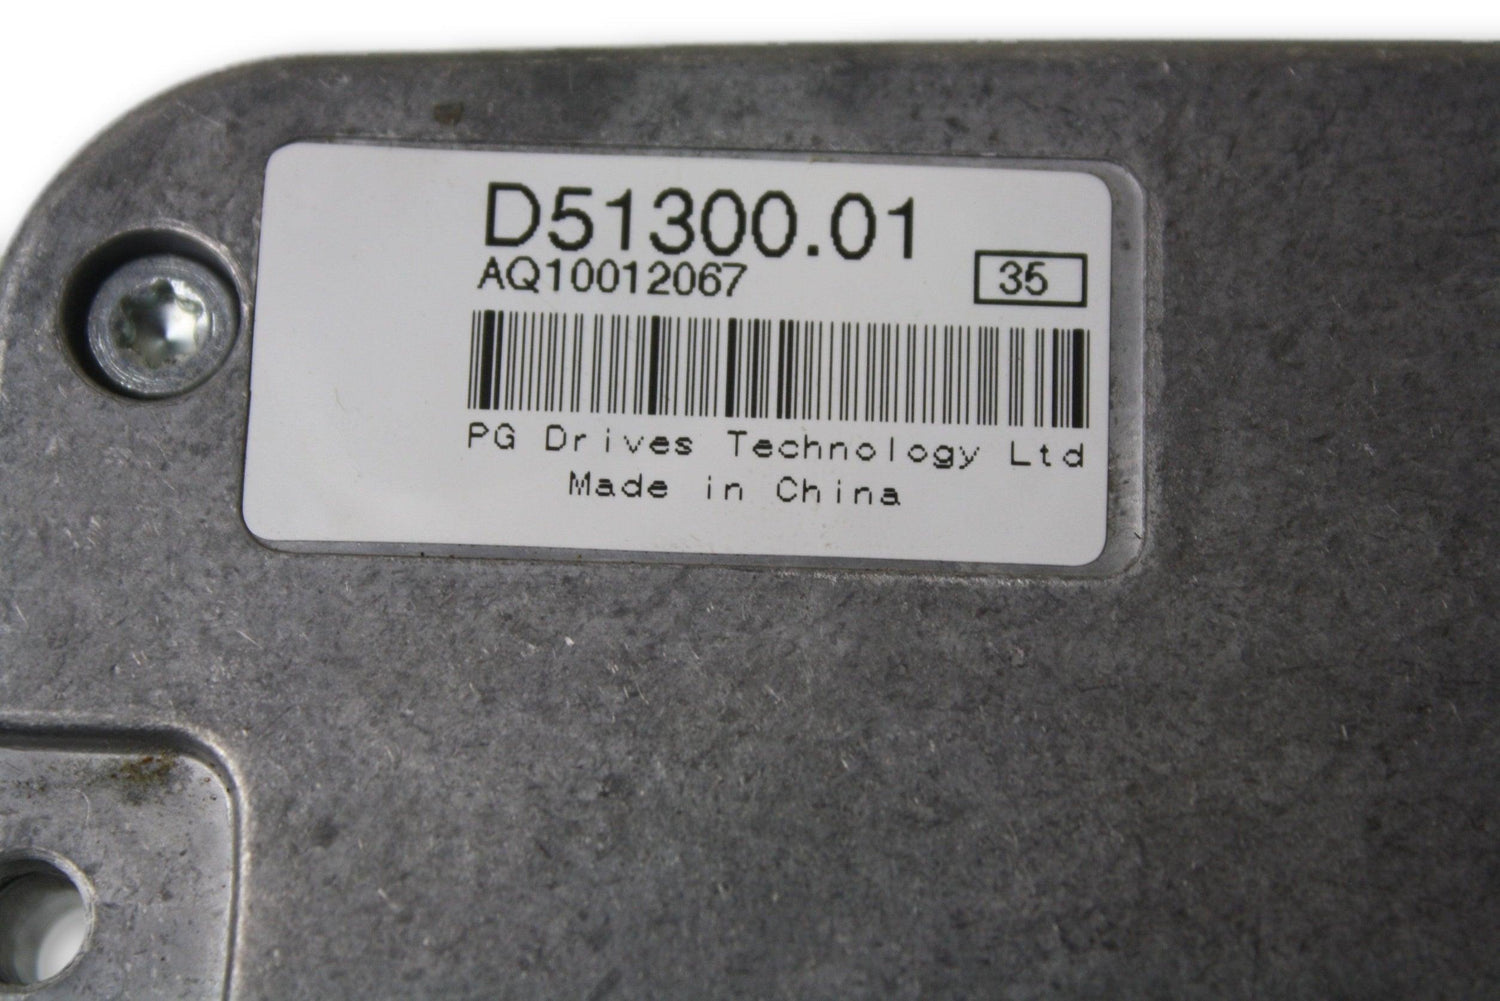 D51300.01
AQ10012067
35
PG Drives Technology Ltd
Made in China